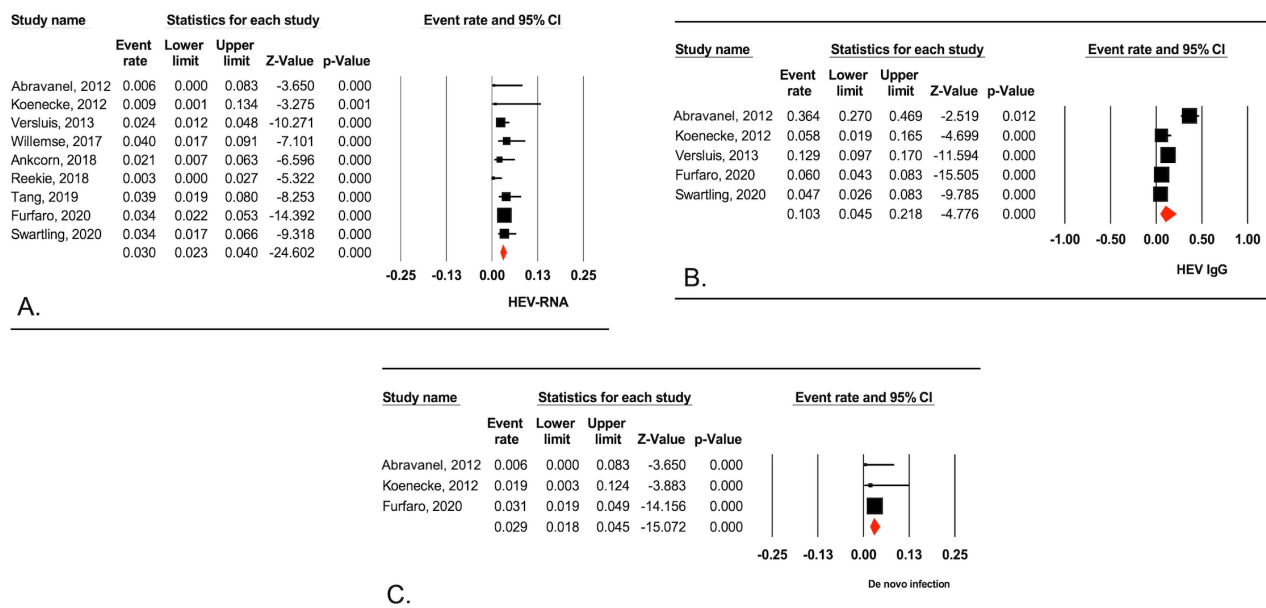 Study name Statistics for each study Event rate and 95% CI
Event Lower Upper
rate limit limit Z-Value p-Value
Abravanel, 2012 0.006 0.000 0.083 -3.650 0.000
Koenecke, 2012 0.009 0.001 0.134 -3.275 0.001
Versluis, 2013 0.024 0.012 0.048 -10.271 0.000
Willemse, 2017 0.040 0.017 0.091 -7.101 0.000
Ankcorn, 2018 0.021 0.007 0.063 -6.596 0.000
Reekie, 2018 0.003 0.000 0.027 -5.322 0.000
Tang, 2019 0.039 0.019 0.080 -8.253 0.000
Furfaro, 2020 0.034 0.022 0.053 -14.392 0.000
Swartling, 2020 0.034 0.017 0.066 -9.318 0.000
0.030 0.023 0.040 -24.602 0.000
-0.25 -0.13 0.00 0.13 0.25
HEV-RNA
A.
Study name Statistics for each study Event rate and 95% CI
Event Lower Upper
rate limit limit Z-Value p-Value
Abravanel, 2012 0.364 0.270 0.469 -2.519 0.012
Koenecke, 2012 0.058 0.019 0.165 -4.699 0.000
Versluis, 2013 0.129 0.097 0.170 -11.594 0.000
Furfaro, 2020 0.060 0.043 0.083 -15.505 0.000
Swartling, 2020 0.047 0.026 0.083 -9.785 0.000
0.103 0.045 0.218 -4.776 0.000
-1.00 -0.50 0.00 0.50 1.00
HEV IgG
B.
Study name Statistics for each study Event rate and 95% CI
Event Lower Upper
rate limit limit Z-Value p-Value
Abravanel, 2012 0.006 0.000 0.083 -3.650 0.000
Koenecke, 2012 0.019 0.003 0.124 -3.883 0.000
Furfaro, 2020 0.031 0.019 0.049 -14.156 0.000
0.029 0.018 0.045 -15.072 0.000
-0.25 -0.13 0.00 0.13 0.25
De novo infection
C.